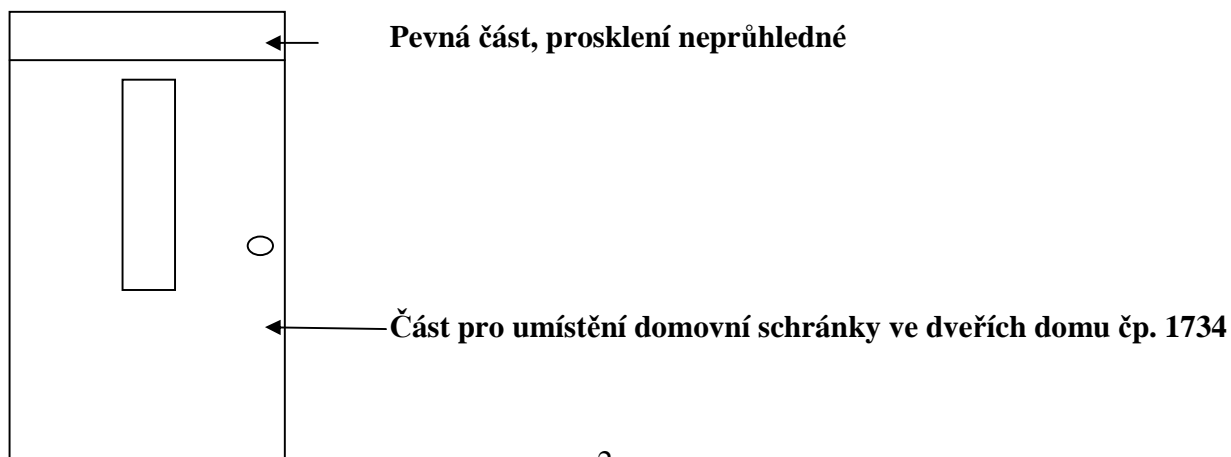 Pevná část, prosklení neprůhledné
Část pro umístění domovní schránky ve dveřích domu čp. 1734